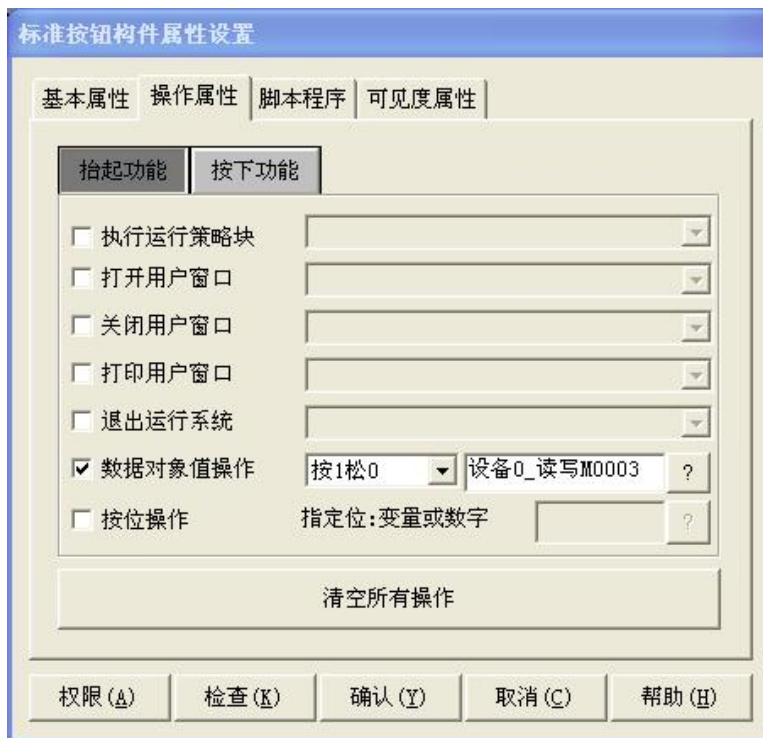 标准按钮构件属性设置
基本属性 操作属性 脚本程序 可见度属性
抬起功能 按下功能
执行运行策略块
打开用户窗口
关闭用户窗口
打印用户窗口
退出运行系统
数据对象值操作 按1松0 设备0_读写M0003 ?
按位操作 指定位:变量或数字 ?
清空所有操作
权限(A) 检查(K) 确认(Y) 取消(C) 帮助(H)